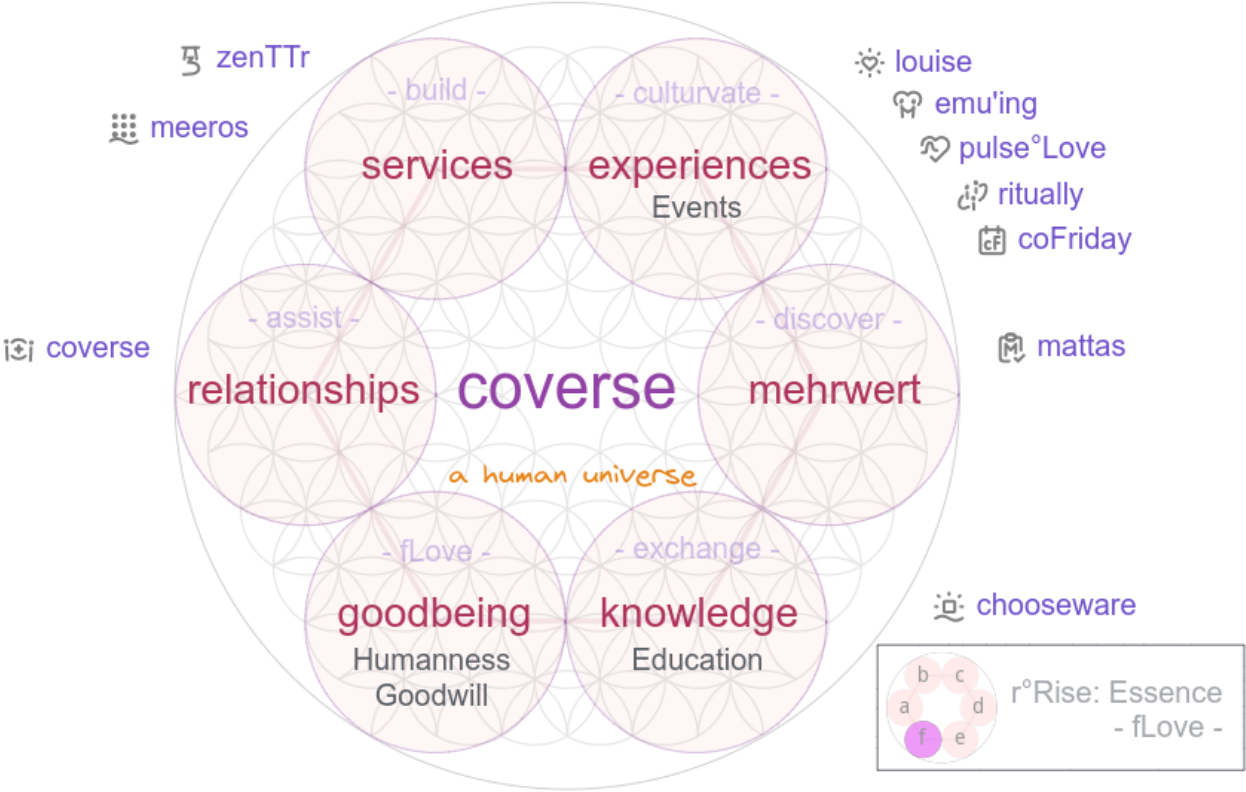 zenTTr
meeros
louise
emu'ing
pulse°Love
ritually
coFriday
- build -
services
- culturvate -
experiences
Events
coverse
- assist -
relationships
coverse
a human universe
- discover -
mehrwert
mattas
- fLove -
goodbeing
Humanness
Goodwill
- exchange -
knowledge
Education
chooseware
b c
a d
f e
r°Rise: Essence
- fLove -
cF
M